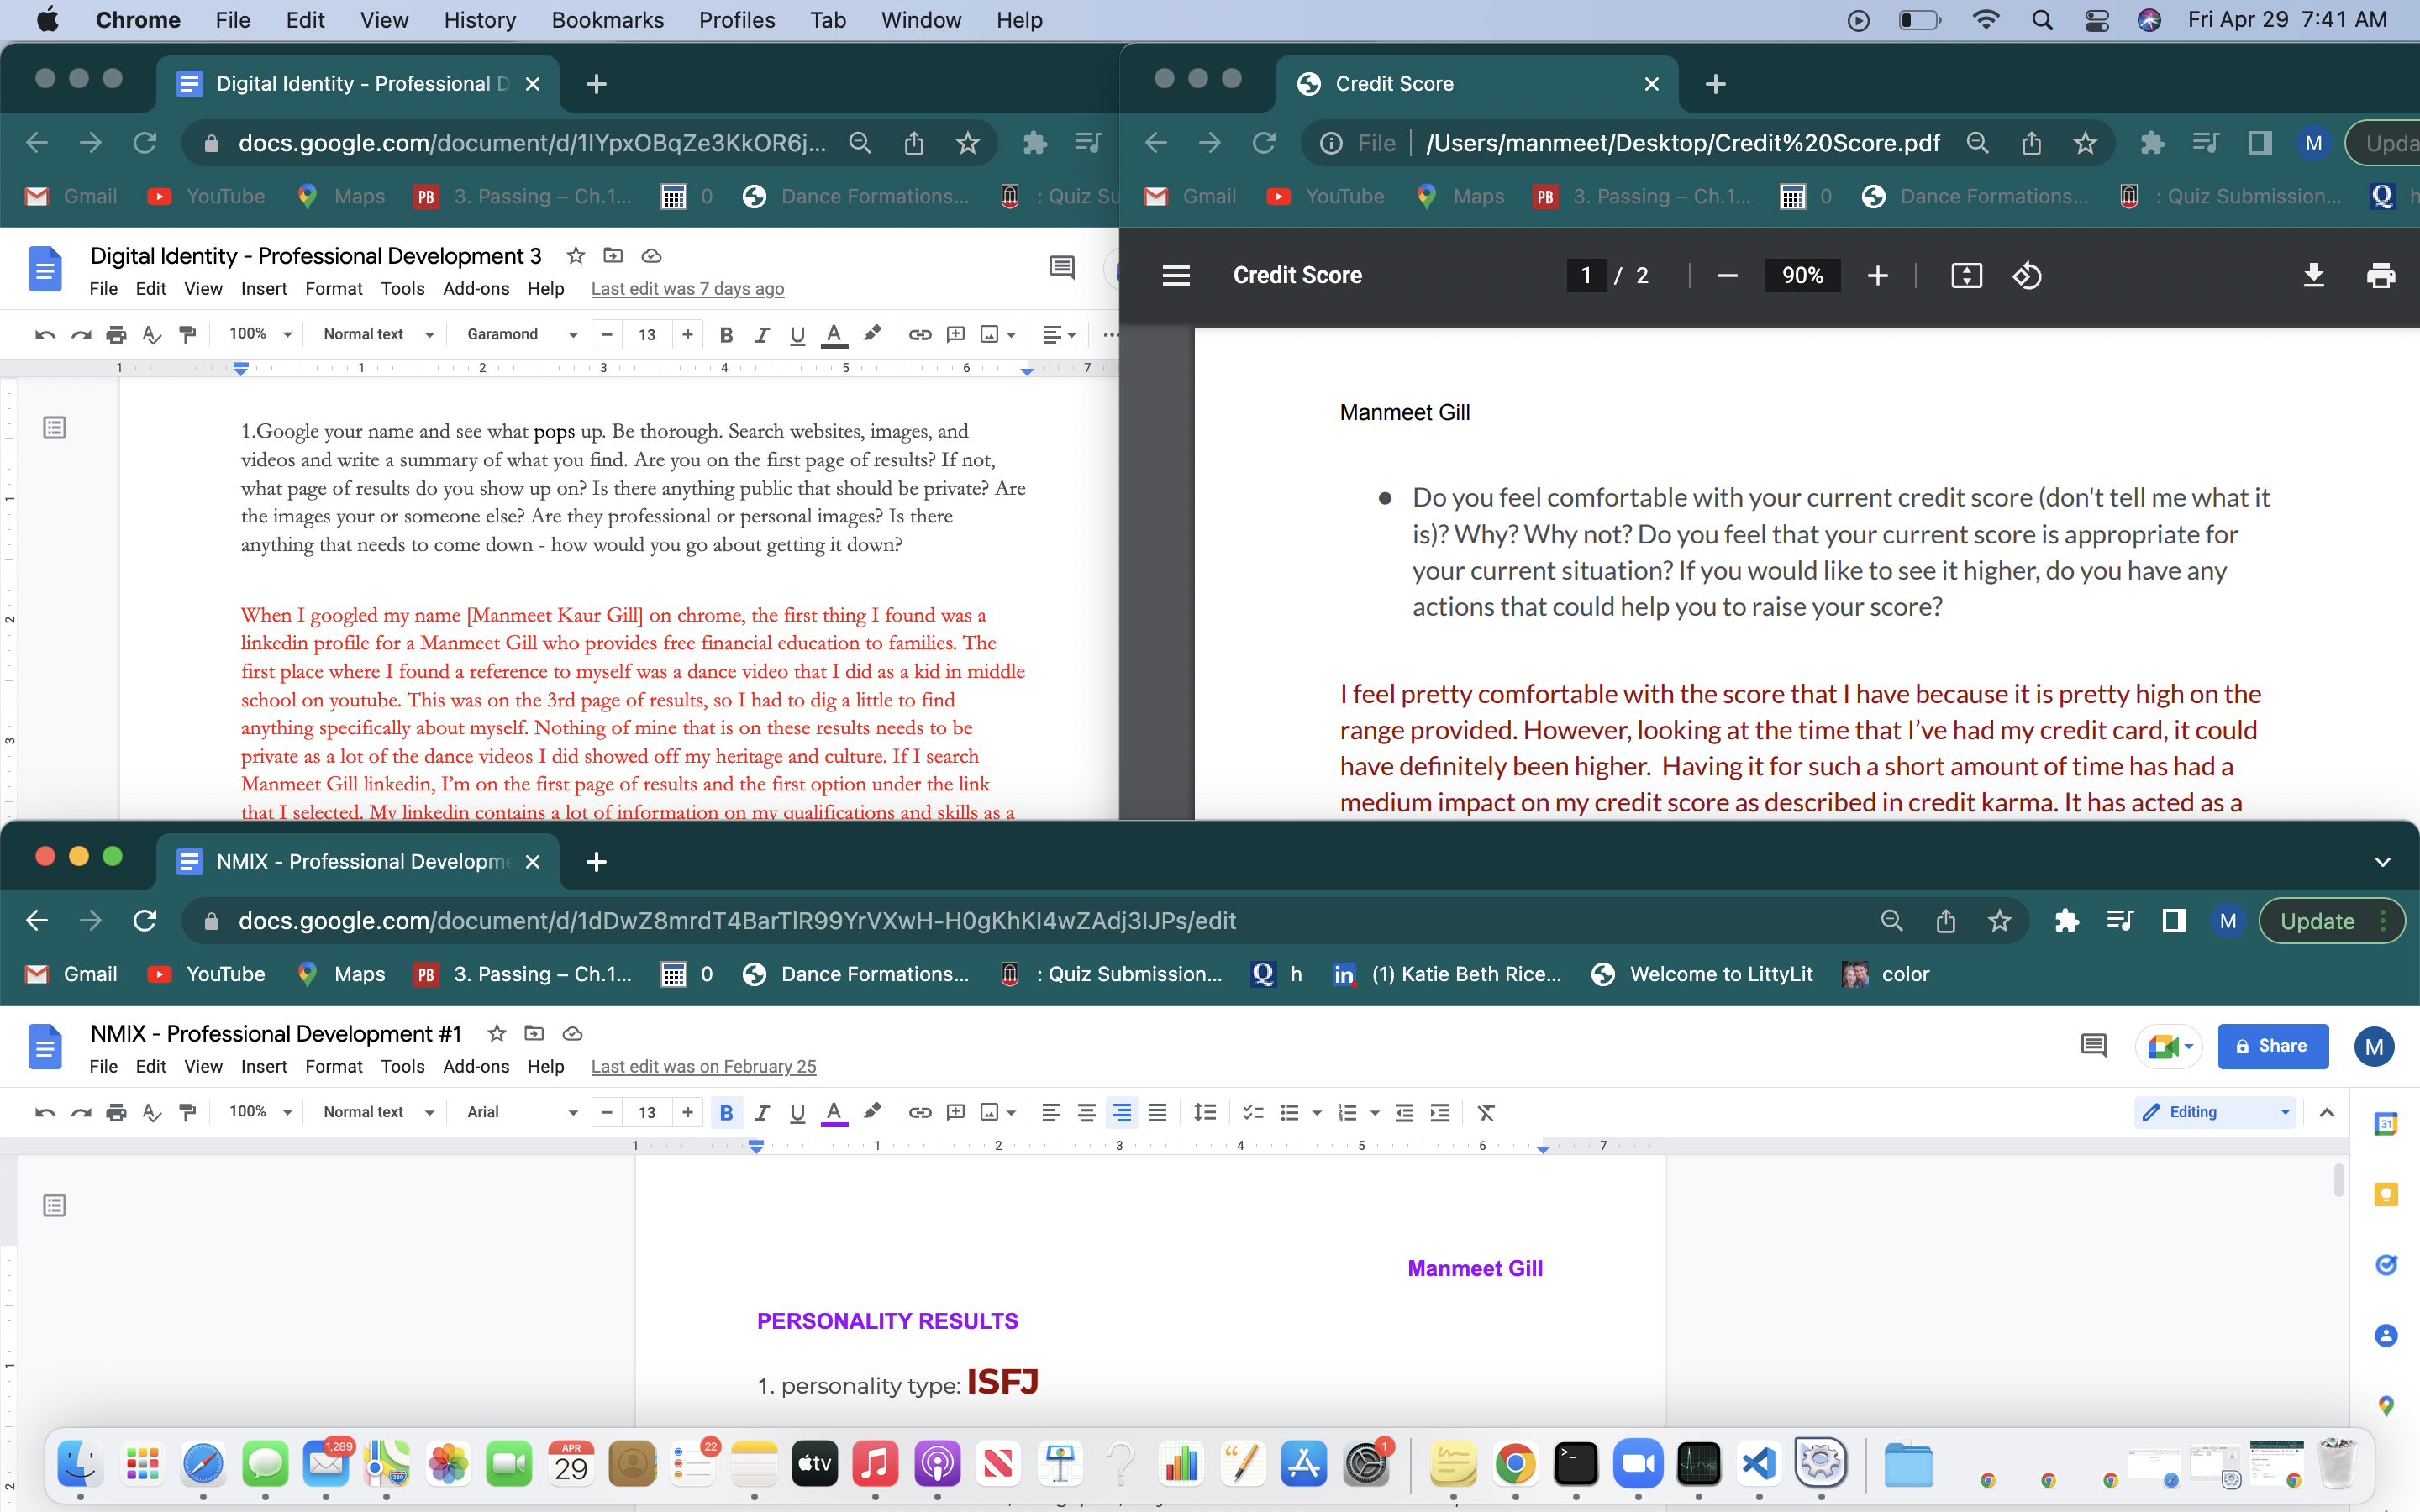 Chrome File Edit View History Bookmarks Profiles Tab Window Help Fri Apr 29 7:41 AM
Digital Identity - Professional D
docs.google.com/document/d/1IYpxOBqZe3KkOR6j...
Gmail YouTube Maps PB 3. Passing – Ch.1... 0 Dance Formations... : Quiz Su
Digital Identity - Professional Development 3
File Edit View Insert Format Tools Add-ons Help Last edit was 7 days ago
100% Normal text Garamond 13
1 1 2 3 4 5 6 7
1.Google your name and see what pops up. Be thorough. Search websites, images, and
videos and write a summary of what you find. Are you on the first page of results? If not,
what page of results do you show up on? Is there anything public that should be private? Are
the images your or someone else? Are they professional or personal images? Is there
anything that needs to come down - how would you go about getting it down?
When I googled my name [Manmeet Kaur Gill] on chrome, the first thing I found was a
linkedin profile for a Manmeet Gill who provides free financial education to families. The
first place where I found a reference to myself was a dance video that I did as a kid in middle
school on youtube. This was on the 3rd page of results, so I had to dig a little to find
anything specifically about myself. Nothing of mine that is on these results needs to be
private as a lot of the dance videos I did showed off my heritage and culture. If I search
Manmeet Gill linkedin, I'm on the first page of results and the first option under the link
that I selected. My linkedin contains a lot of information on my qualifications and skills as a
Credit Score
File /Users/manmeet/Desktop/Credit%20Score.pdf M Upda
Gmail YouTube Maps PB 3. Passing – Ch.1... 0 Dance Formations... : Quiz Submission... Q h
Credit Score 1 / 2 90%
Manmeet Gill
● Do you feel comfortable with your current credit score (don't tell me what it
is)? Why? Why not? Do you feel that your current score is appropriate for
your current situation? If you would like to see it higher, do you have any
actions that could help you to raise your score?
I feel pretty comfortable with the score that I have because it is pretty high on the
range provided. However, looking at the time that I've had my credit card, it could
have definitely been higher.  Having it for such a short amount of time has had a
medium impact on my credit score as described in credit karma. It has acted as a
NMIX - Professional Developme
docs.google.com/document/d/1dDwZ8mrdT4BarTlR99YrVXwH-H0gKhKI4wZAdj3IJPs/edit M Update
Gmail YouTube Maps PB 3. Passing – Ch.1... 0 Dance Formations... : Quiz Submission... Q h in (1) Katie Beth Rice... Welcome to LittyLit color
NMIX - Professional Development #1
File Edit View Insert Format Tools Add-ons Help Last edit was on February 25 Share M
100% Normal text Arial 13 Editing 31
1 1 2 3 4 5 6 7
Manmeet Gill
PERSONALITY RESULTS
1. personality type: ISFJ
1,289 APR 29 22 tv 1